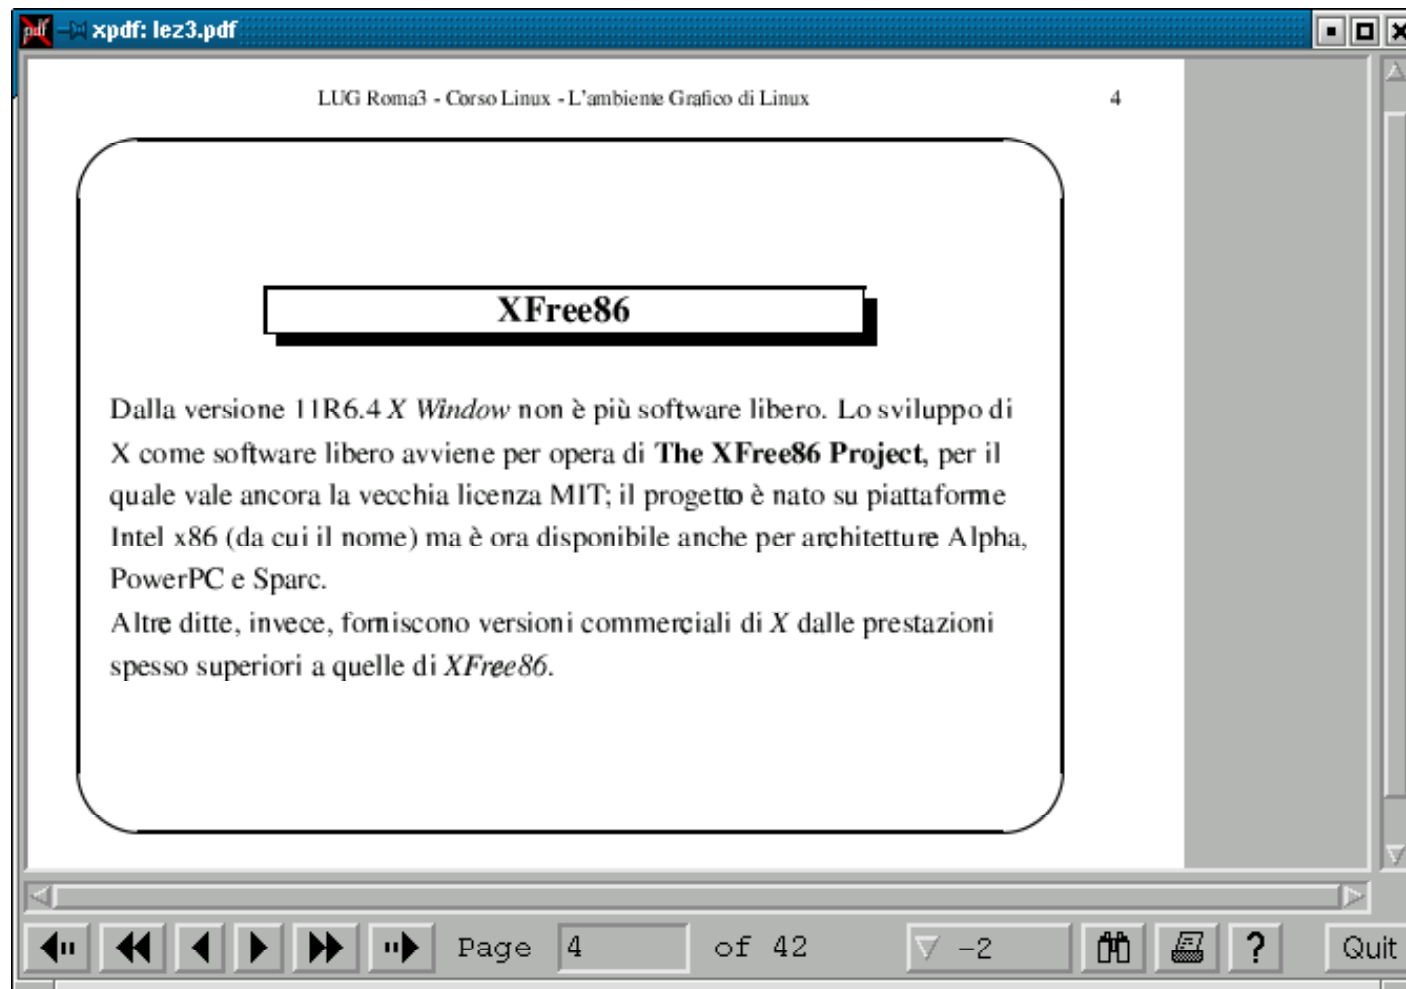 xpdf: lez3.pdf
LUG Roma3 - Corso Linux - L'ambiente Grafico di Linux 4
XFree86
Dalla versione 11R6.4 X Window non è più software libero. Lo sviluppo di
X come software libero avviene per opera di The XFree86 Project, per il
quale vale ancora la vecchia licenza MIT; il progetto è nato su piattaforme
Intel x86 (da cui il nome) ma è ora disponibile anche per architetture Alpha,
PowerPC e Sparc.
Altre ditte, invece, forniscono versioni commerciali di X dalle prestazioni
spesso superiori a quelle di XFree86.
Page 4 of 42 -2 ? Quit